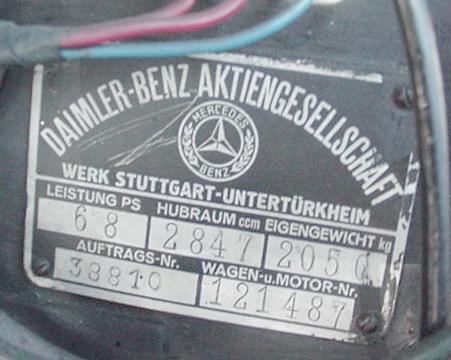 DAIMLER-BENZ AKTIENGESELLSCHAFT
MERCEDES
BENZ
WERK STUTTGART-UNTERTÜRKHEIM
LEISTUNG PS HUBRAUM ccm EIGENGEWICHT kg
68 2847 2050
AUFTRAGS-Nr. WAGEN-u.MOTOR-Nr.
38810 121487